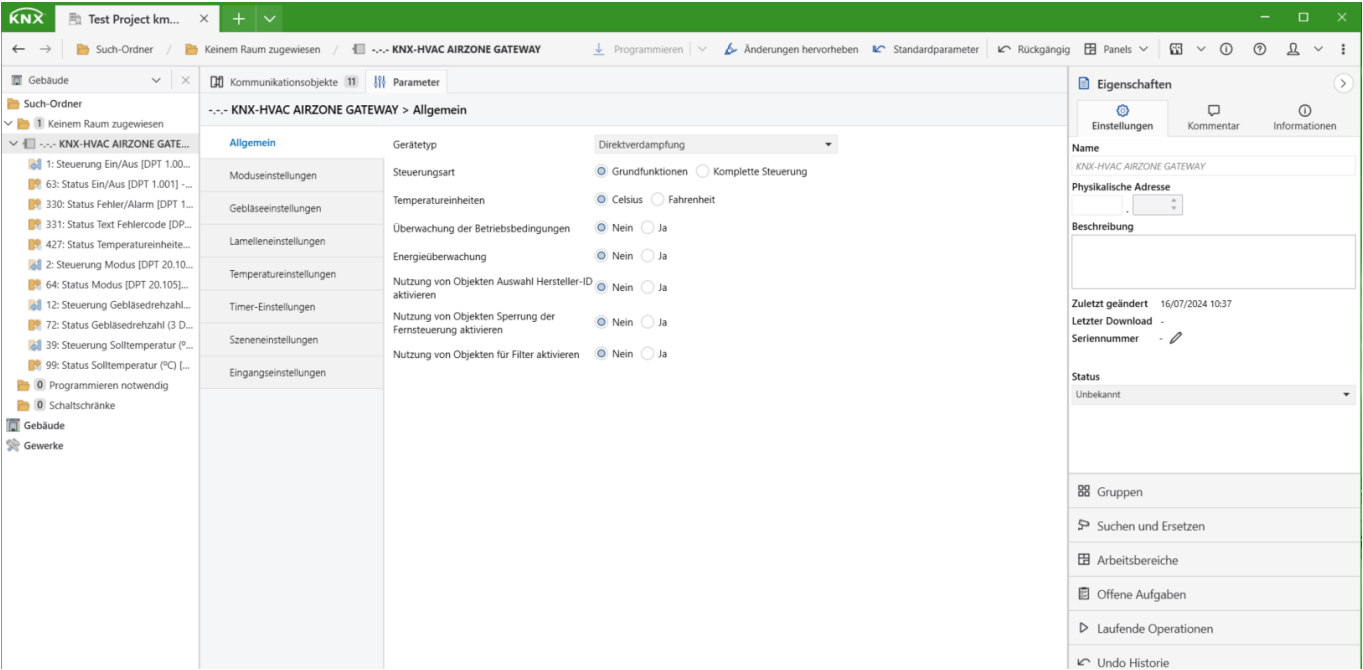 KNX Test Project km...
Such-Ordner / Keinem Raum zugewiesen / -.-.- KNX-HVAC AIRZONE GATEWAY Programmieren Änderungen hervorheben Standardparameter Rückgängig Panels
Gebäude
Such-Ordner
1 Keinem Raum zugewiesen
-.-.- KNX-HVAC AIRZONE GATE...
1: Steuerung Ein/Aus [DPT 1.00...
63: Status Ein/Aus [DPT 1.001] -...
330: Status Fehler/Alarm [DPT 1...
331: Status Text Fehlercode [DP...
427: Status Temperatureinheite...
2: Steuerung Modus [DPT 20.10...
64: Status Modus [DPT 20.105]...
12: Steuerung Gebläsedrehzahl...
72: Status Gebläsedrehzahl (3 D...
39: Steuerung Solltemperatur (º...
99: Status Solltemperatur (ºC) [...
0 Programmieren notwendig
0 Schaltschränke
Gebäude
Gewerke
Kommunikationsobjekte 11 Parameter
-.-.- KNX-HVAC AIRZONE GATEWAY > Allgemein
Allgemein
Moduseinstellungen
Gebläseeinstellungen
Lamelleneinstellungen
Temperatureinstellungen
Timer-Einstellungen
Szeneneinstellungen
Eingangseinstellungen
Gerätetyp Direktverdampfung
Steuerungsart Grundfunktionen Komplette Steuerung
Temperatureinheiten Celsius Fahrenheit
Überwachung der Betriebsbedingungen Nein Ja
Energieüberwachung Nein Ja
Nutzung von Objekten Auswahl Hersteller-ID
aktivieren Nein Ja
Nutzung von Objekten Sperrung der
Fernsteuerung aktivieren Nein Ja
Nutzung von Objekten für Filter aktivieren Nein Ja
Eigenschaften
Einstellungen Kommentar Informationen
Name
KNX-HVAC AIRZONE GATEWAY
Physikalische Adresse
.
Beschreibung
Zuletzt geändert 16/07/2024 10:37
Letzter Download -
Seriennummer -
Status
Unbekannt
Gruppen
Suchen und Ersetzen
Arbeitsbereiche
Offene Aufgaben
Laufende Operationen
Undo Historie